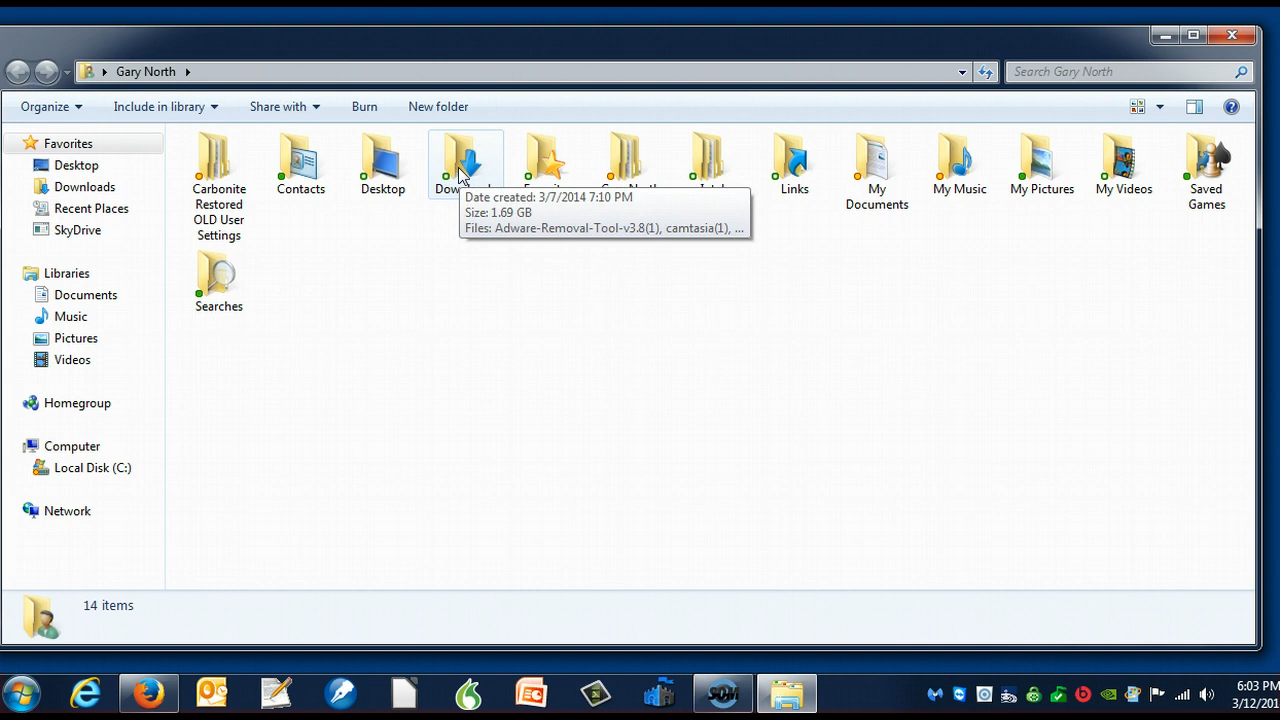 Gary North
Search Gary North
Organize
Include in library
Share with
Burn
New folder
Favorites
Desktop
Downloads
Recent Places
SkyDrive
Libraries
Documents
Music
Pictures
Videos
Homegroup
Computer
Local Disk (C:)
Network
Carbonite
Restored
OLD User
Settings
Contacts
Desktop
Links
My
Documents
My Music
My Pictures
My Videos
Saved
Games
Date created: 3/7/2014 7:10 PM
Size: 1.69 GB
Files: Adware-Removal-Tool-v3.8(1), camtasia(1), ...
Searches
14 items
6:03 PM
3/12/201